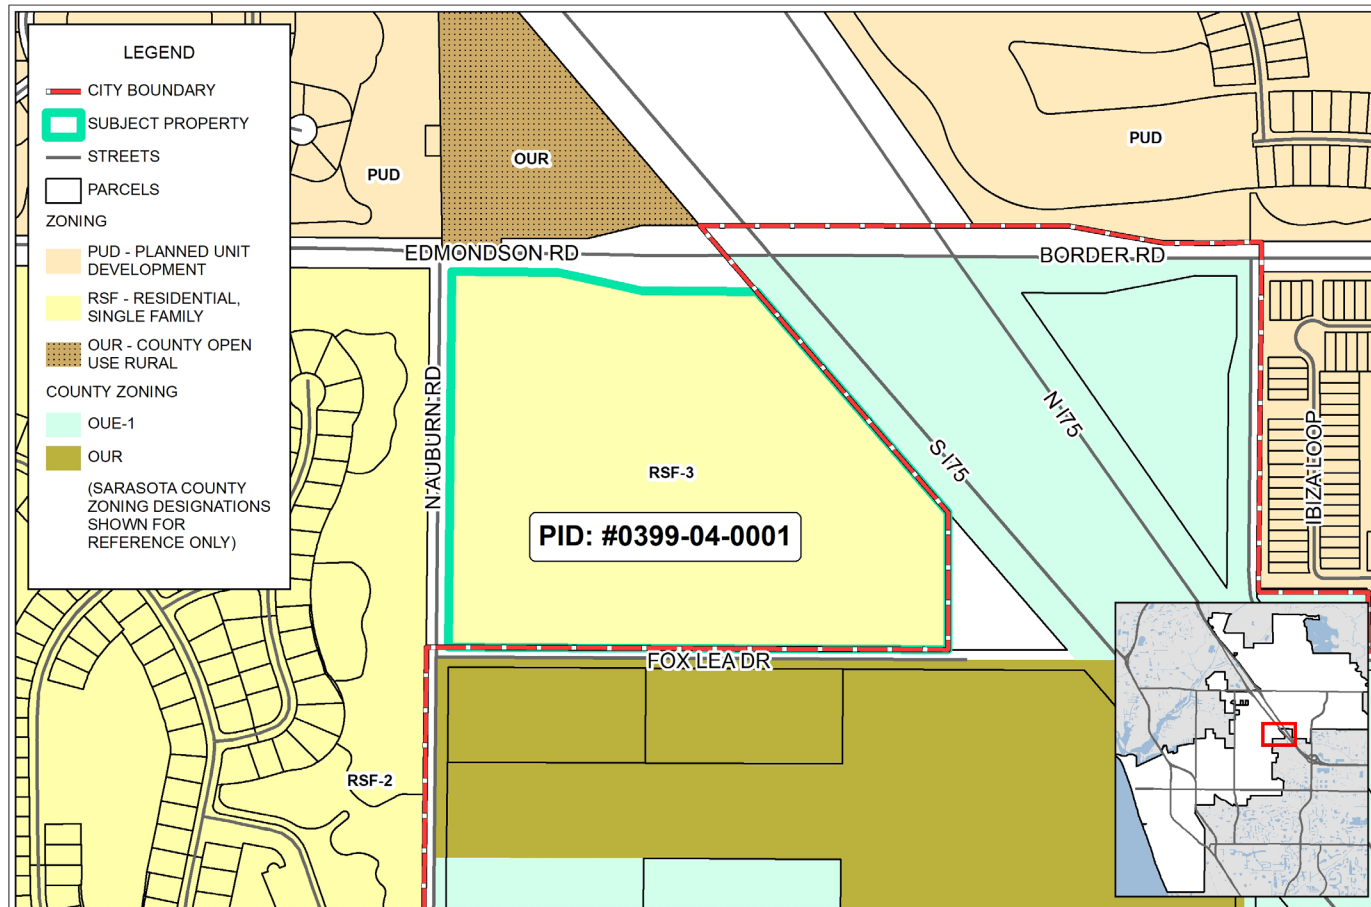 LEGEND
CITY BOUNDARY
SUBJECT PROPERTY
STREETS
PARCELS
ZONING
PUD - PLANNED UNIT
DEVELOPMENT
RSF - RESIDENTIAL,
SINGLE FAMILY
OUR - COUNTY OPEN
USE RURAL
COUNTY ZONING
OUE-1
OUR
(SARASOTA COUNTY
ZONING DESIGNATIONS
SHOWN FOR
REFERENCE ONLY)
PUD
OUR
PUD
EDMONDSON RD
BORDER RD
N AUBURN RD
N I75
S I75
IBIZA LOOP
RSF-3
PID: #0399-04-0001
FOX LEA DR
RSF-2